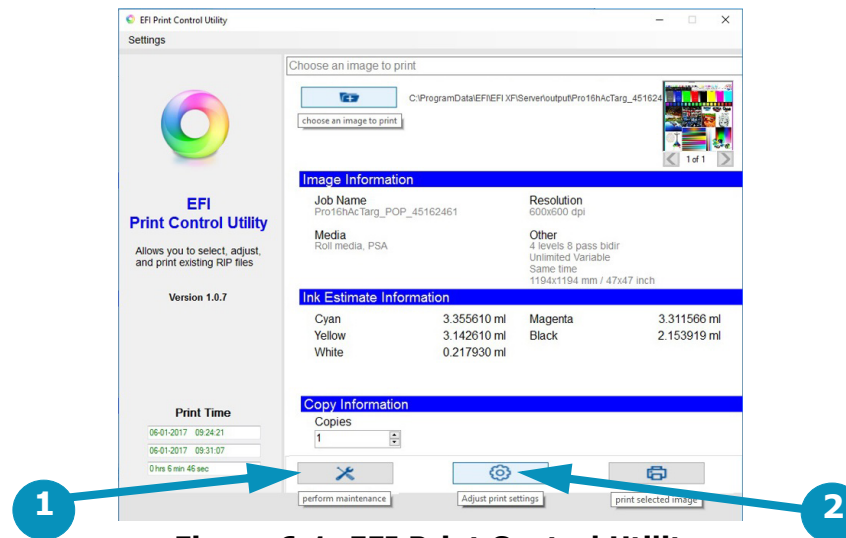 EFI Print Control Utility
Settings
Choose an image to print
C:\ProgramData\EFI\EFI XF\Server\output\Pro16hAcTarg_451624
choose an image to print
1 of 1
EFI
Print Control Utility
Allows you to select, adjust,
and print existing RIP files
Version 1.0.7
Image Information
Job Name
Pro16hAcTarg_POP_45162461
Resolution
600x600 dpi
Media
Roll media, PSA
Other
4 levels 8 pass bidir
Unlimited Variable
Same time
1194x1194 mm / 47x47 inch
Ink Estimate Information
Cyan 3.355610 ml Magenta 3.311566 ml
Yellow 3.142610 ml Black 2.153919 ml
White 0.217930 ml
Copy Information
Copies
1
Print Time
06-01-2017 09:24:21
06-01-2017 09:31:07
0 hrs 6 min 46 sec
perform maintenance
Adjust print settings
print selected image
1
2